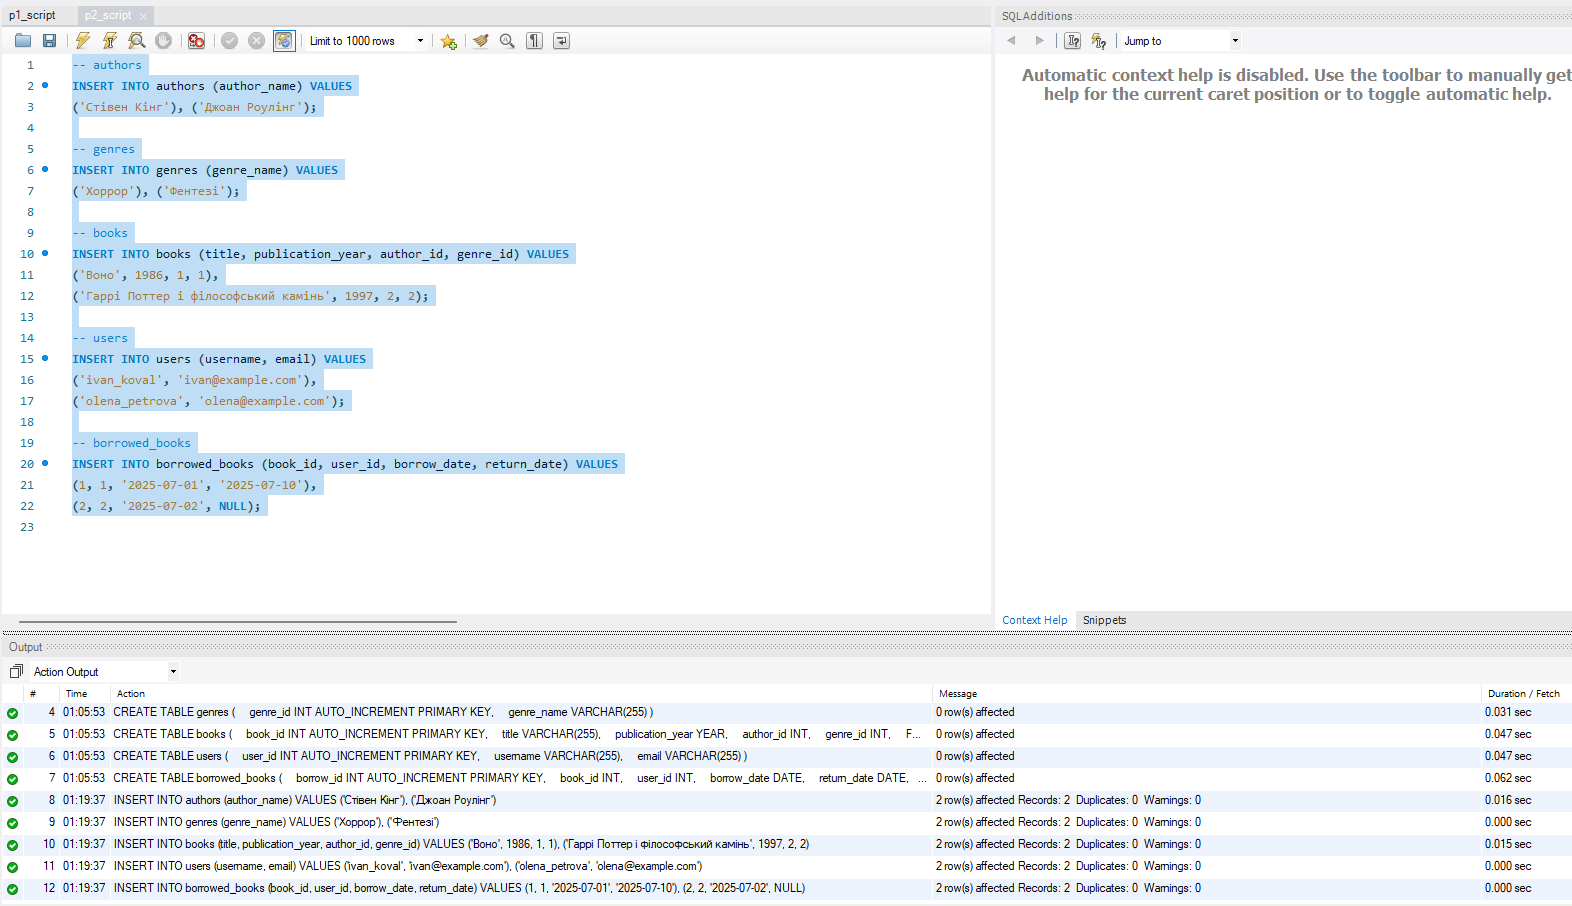 p1_script p2_script
SQLAdditions
Limit to 1000 rows
Jump to
1 -- authors
2 INSERT INTO authors (author_name) VALUES
3 ('Стівен Кінг'), ('Джоан Роулінг');
4
5 -- genres
6 INSERT INTO genres (genre_name) VALUES
7 ('Хоррор'), ('Фентезі');
8
9 -- books
10 INSERT INTO books (title, publication_year, author_id, genre_id) VALUES
11 ('Воно', 1986, 1, 1),
12 ('Гаррі Поттер і філософський камінь', 1997, 2, 2);
13
14 -- users
15 INSERT INTO users (username, email) VALUES
16 ('ivan_koval', 'ivan@example.com'),
17 ('olena_petrova', 'olena@example.com');
18
19 -- borrowed_books
20 INSERT INTO borrowed_books (book_id, user_id, borrow_date, return_date) VALUES
21 (1, 1, '2025-07-01', '2025-07-10'),
22 (2, 2, '2025-07-02', NULL);
23
Automatic context help is disabled. Use the toolbar to manually get
help for the current caret position or to toggle automatic help.
Context Help Snippets
Output
Action Output
# Time Action Message Duration / Fetch
4 01:05:53 CREATE TABLE genres ( genre_id INT AUTO_INCREMENT PRIMARY KEY, genre_name VARCHAR(255) ) 0 row(s) affected 0.031 sec
5 01:05:53 CREATE TABLE books ( book_id INT AUTO_INCREMENT PRIMARY KEY, title VARCHAR(255), publication_year YEAR, author_id INT, genre_id INT, F... 0 row(s) affected 0.047 sec
6 01:05:53 CREATE TABLE users ( user_id INT AUTO_INCREMENT PRIMARY KEY, username VARCHAR(255), email VARCHAR(255) ) 0 row(s) affected 0.047 sec
7 01:05:53 CREATE TABLE borrowed_books ( borrow_id INT AUTO_INCREMENT PRIMARY KEY, book_id INT, user_id INT, borrow_date DATE, return_date DATE, ... 0 row(s) affected 0.062 sec
8 01:19:37 INSERT INTO authors (author_name) VALUES ('Стівен Кінг'), ('Джоан Роулінг') 2 row(s) affected Records: 2 Duplicates: 0 Warnings: 0 0.016 sec
9 01:19:37 INSERT INTO genres (genre_name) VALUES ('Хоррор'), ('Фентезі') 2 row(s) affected Records: 2 Duplicates: 0 Warnings: 0 0.000 sec
10 01:19:37 INSERT INTO books (title, publication_year, author_id, genre_id) VALUES ('Воно', 1986, 1, 1), ('Гаррі Поттер і філософський камінь', 1997, 2, 2) 2 row(s) affected Records: 2 Duplicates: 0 Warnings: 0 0.015 sec
11 01:19:37 INSERT INTO users (username, email) VALUES ('ivan_koval', 'ivan@example.com'), ('olena_petrova', 'olena@example.com') 2 row(s) affected Records: 2 Duplicates: 0 Warnings: 0 0.000 sec
12 01:19:37 INSERT INTO borrowed_books (book_id, user_id, borrow_date, return_date) VALUES (1, 1, '2025-07-01', '2025-07-10'), (2, 2, '2025-07-02', NULL) 2 row(s) affected Records: 2 Duplicates: 0 Warnings: 0 0.000 sec